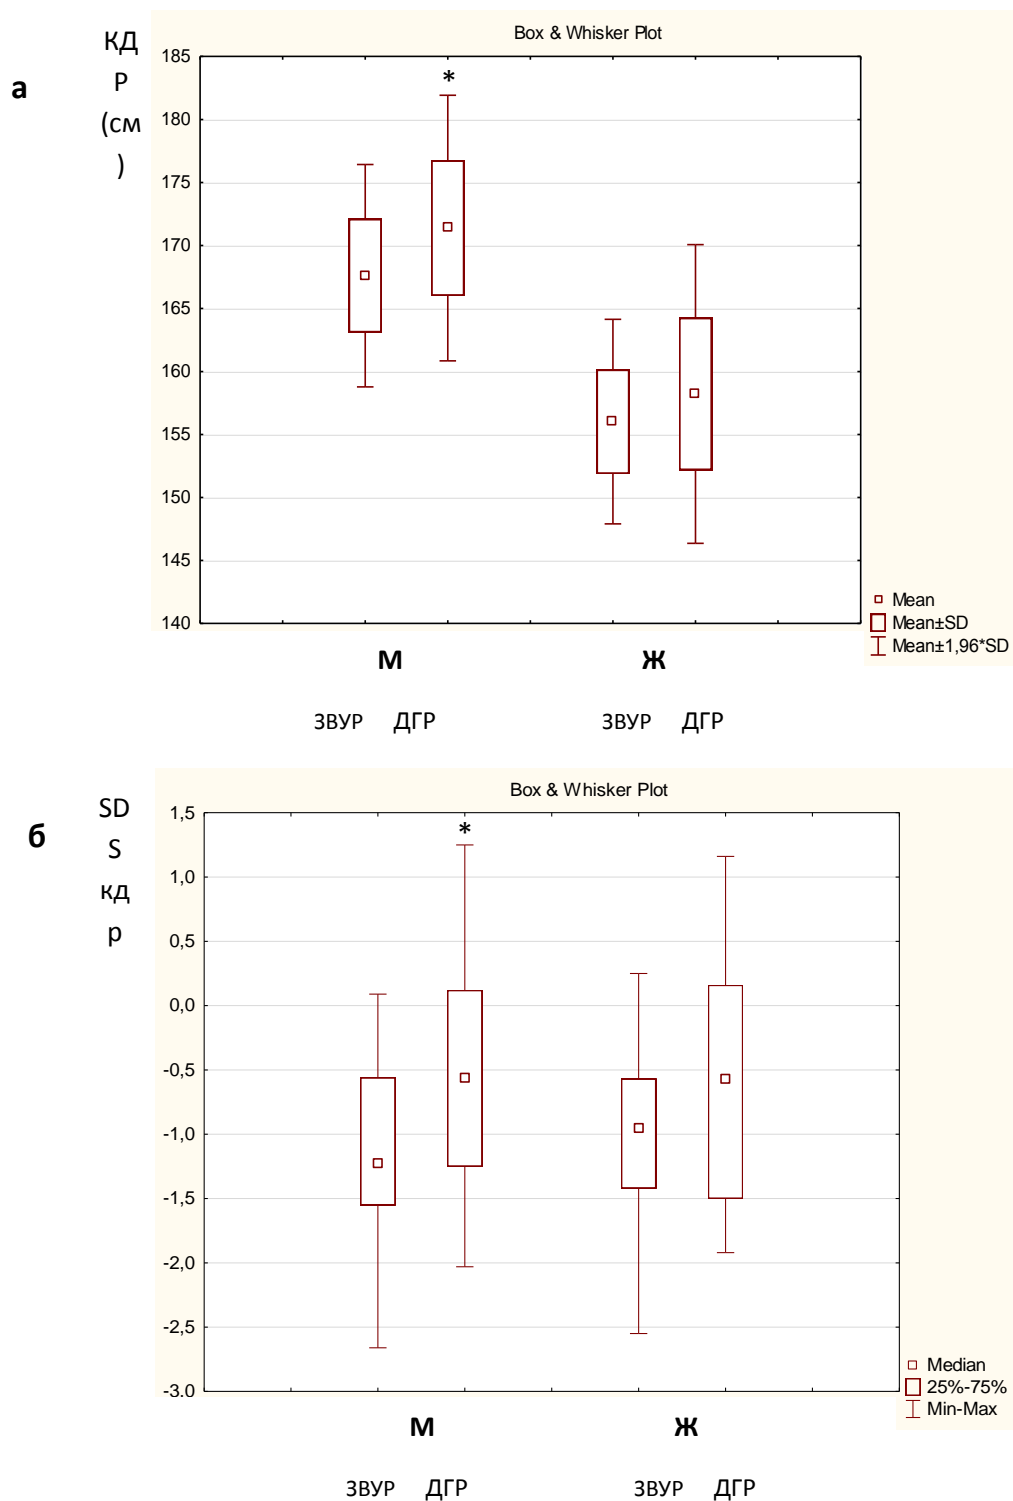 Box & Whisker Plot
КД
Р
(см
)
а
*
185
180
175
170
165
160
155
150
145
140
Mean
Mean±SD
Mean±1,96*SD
М Ж
ЗВУР ДГР ЗВУР ДГР
Box & Whisker Plot
SD
S
кд
р
б
*
1,5
1,0
0,5
0,0
-0,5
-1,0
-1,5
-2,0
-2,5
-3.0
Median
25%-75%
Min-Max
М Ж
ЗВУР ДГР ЗВУР ДГР